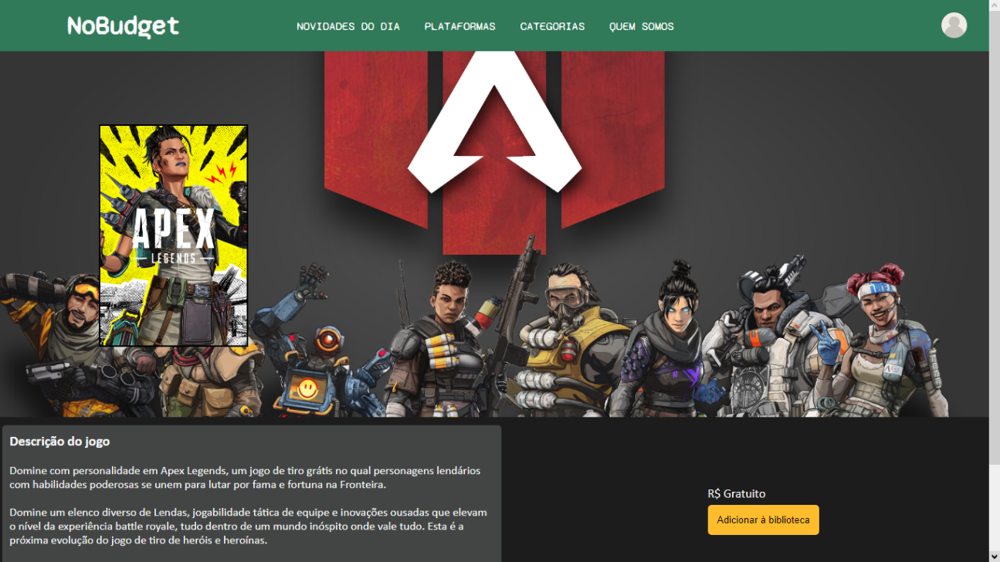 NoBudget
NOVIDADES DO DIA
PLATAFORMAS
CATEGORIAS
QUEM SOMOS
APEX
LEGENDS
Descrição do jogo
Domine com personalidade em Apex Legends, um jogo de tiro grátis no qual personagens lendários
com habilidades poderosas se unem para lutar por fama e fortuna na Fronteira.
Domine um elenco diverso de Lendas, jogabilidade tática de equipe e inovações ousadas que elevam
o nível da experiência battle royale, tudo dentro de um mundo inóspito onde vale tudo. Esta é a
próxima evolução do jogo de tiro de heróis e heroínas.
R$ Gratuito
Adicionar à biblioteca